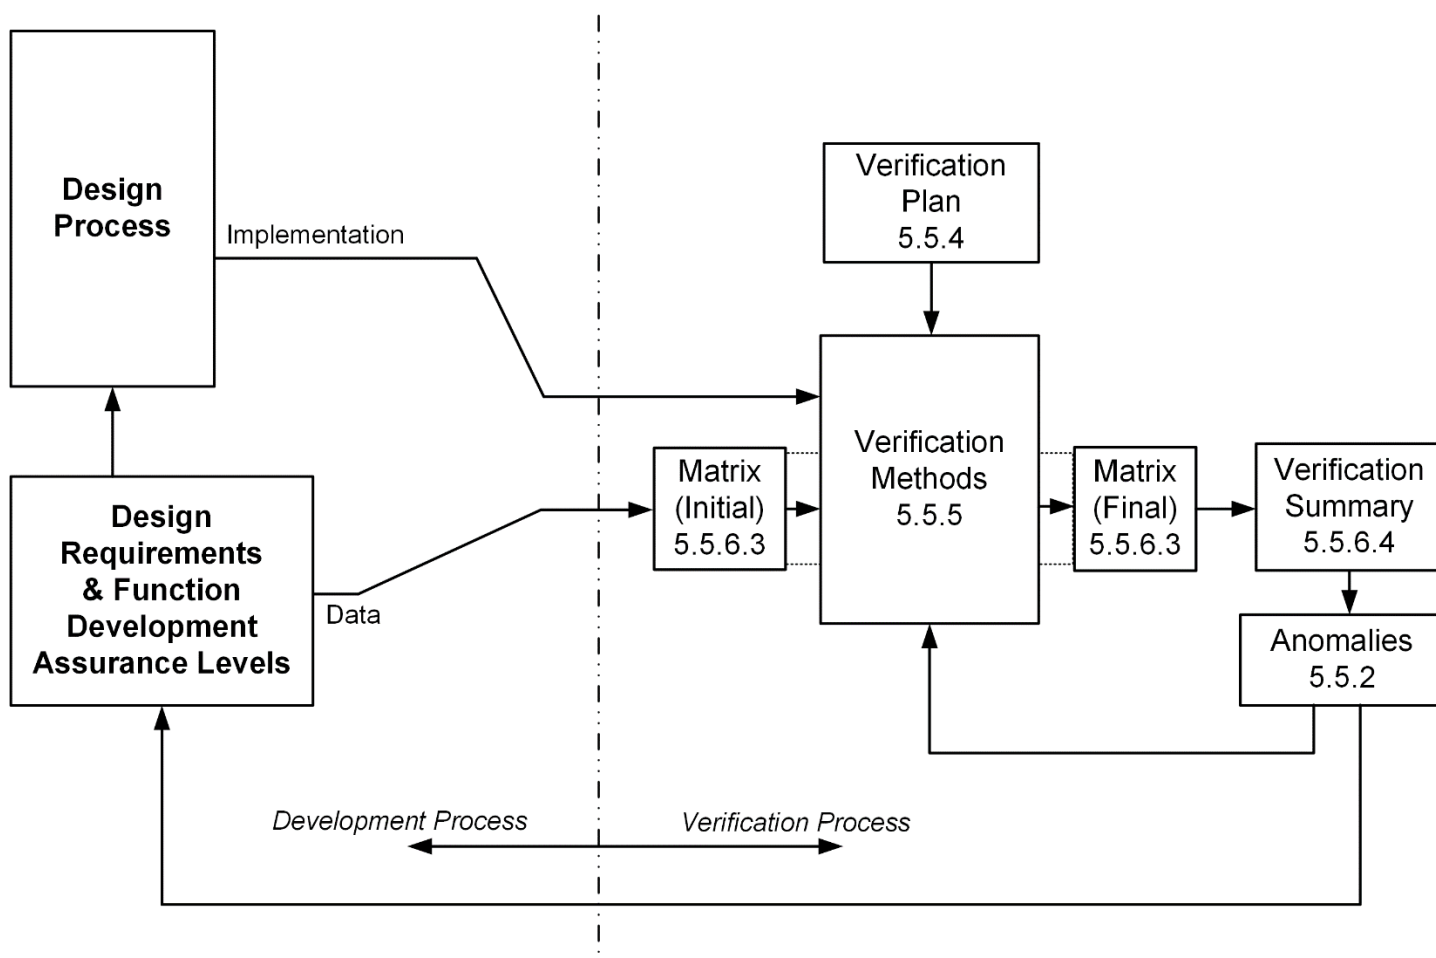 Design
Process
Implementation
Verification
Plan
5.5.4
Verification
Methods
5.5.5
Matrix
(Initial)
5.5.6.3
Matrix
(Final)
5.5.6.3
Verification
Summary
5.5.6.4
Design
Requirements
& Function
Development
Assurance Levels
Data
Anomalies
5.5.2
Development Process
Verification Process